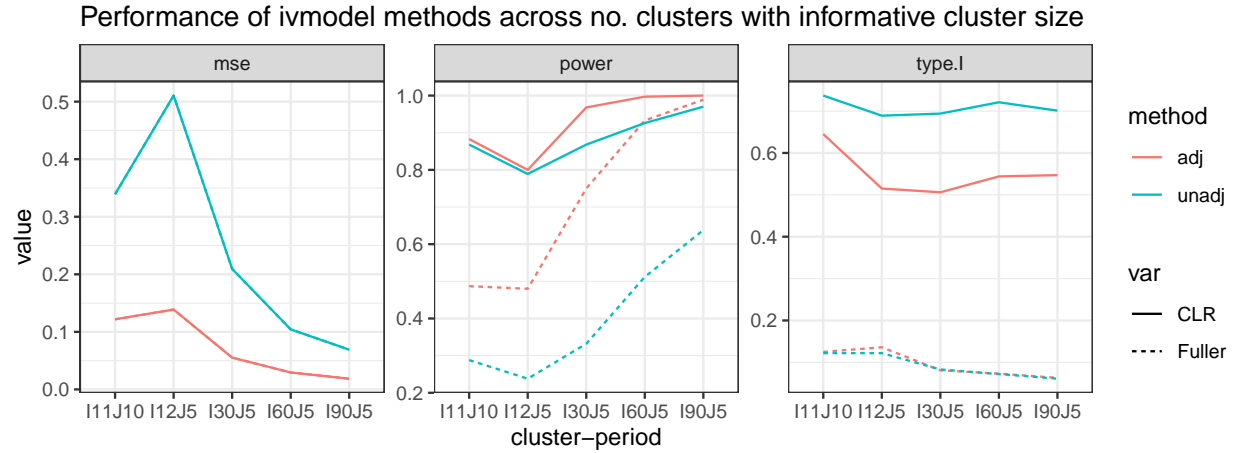 Performance of ivmodel methods across no. clusters with informative cluster size
mse
power
type.I
value
0.5
0.4
0.3
0.2
0.1
0.0
I11J10 I12J5 I30J5 I60J5 I90J5
1.0
0.8
0.6
0.4
0.2
I11J10 I12J5 I30J5 I60J5 I90J5
0.6
0.4
0.2
I11J10 I12J5 I30J5 I60J5 I90J5
cluster−period
method
adj
unadj
var
CLR
Fuller